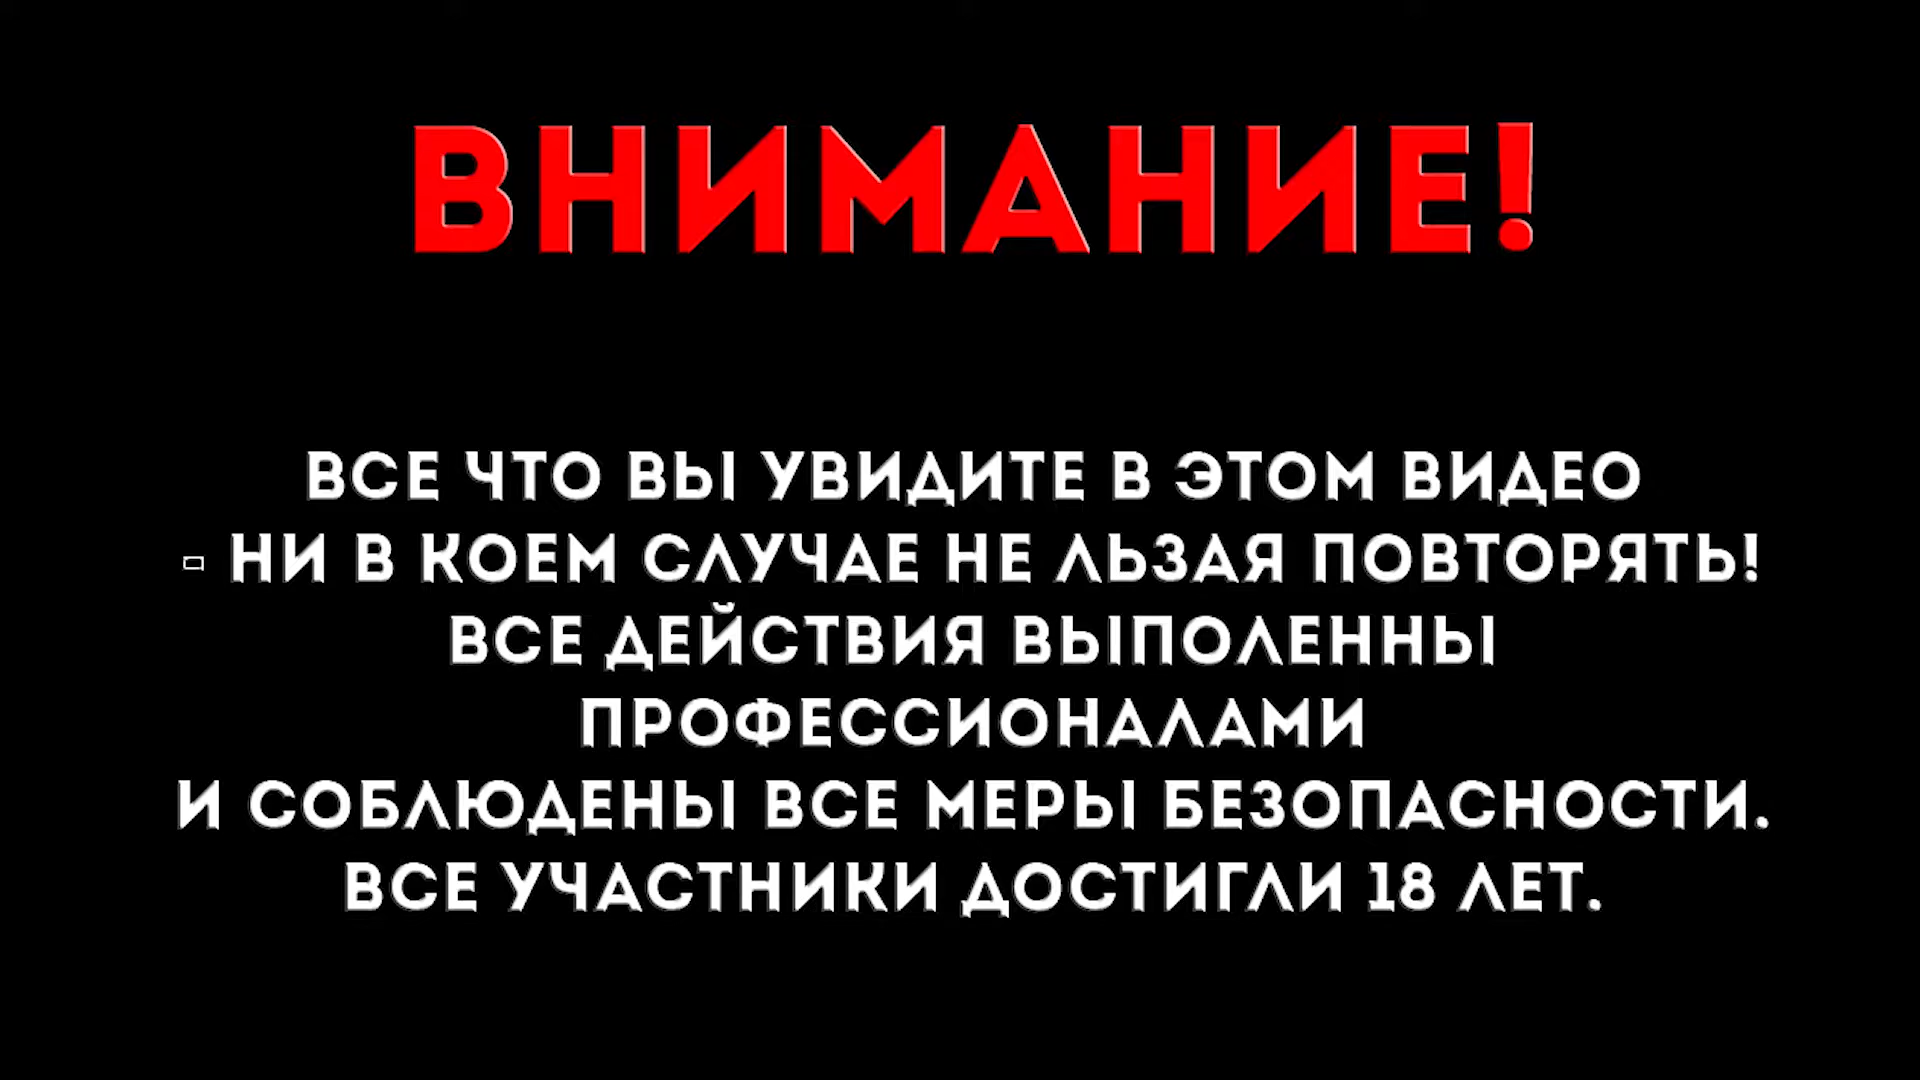 ВНИМАНИЕ!
ВСЕ ЧТО ВЫ УВИДИТЕ В ЭТОМ ВИДЕО
- НИ В КОЕМ СЛУЧАЕ НЕ ЛЬЗАЯ ПОВТОРЯТЬ!
ВСЕ ДЕЙСТВИЯ ВЫПОЛЕННЫ
ПРОФЕССИОНАЛАМИ
И СОБЛЮДЕНЫ ВСЕ МЕРЫ БЕЗОПАСНОСТИ.
ВСЕ УЧАСТНИКИ ДОСТИГЛИ 18 ЛЕТ.